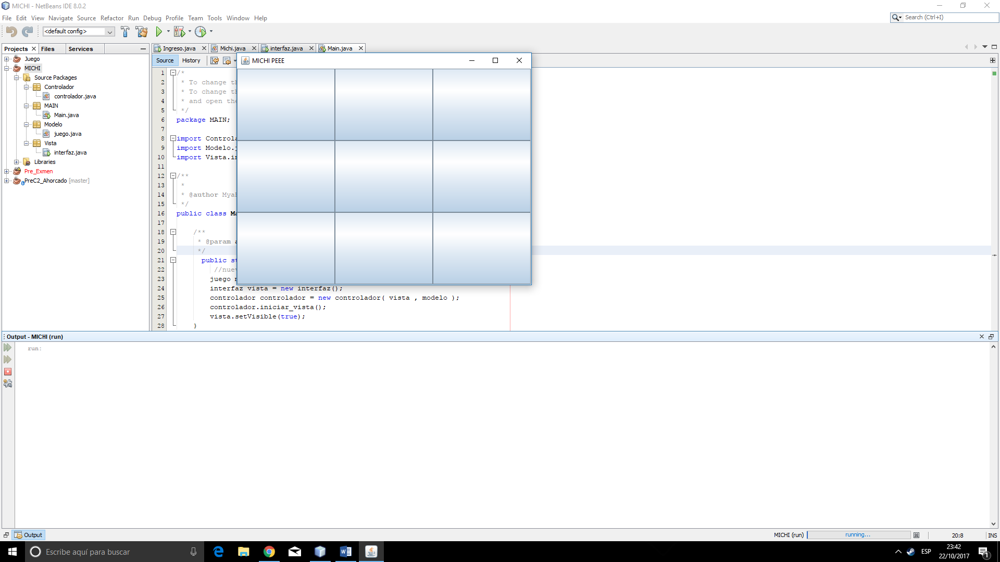 MICHI - NetBeans IDE 8.0.2
File Edit View Navigate Source Refactor Run Debug Profile Team Tools Window Help
Search (Ctrl+I)
<default config>
Projects Files Services
Juego
MICHI
Source Packages
Controlador
controlador.java
MAIN
Main.java
Modelo
juego.java
Vista
interfaz.java
Libraries
Pre_Exmen
PreC2_Ahorcado [master]
Ingreso.java Michi.java interfaz.java Main.java
Source History
MICHI PEEE
1 /*
2 * To change
3 * To change
4 * and open
5 */
6 package MAIN;
7
8 import
9 import
10 import
11
12 /**
13 *
14 * @author
15 */
16 public class
17
18 /**
19 * @param
20 */
21 public
22 //
23 juego
24 interfaz vista = new interfaz();
25 controlador controlador = new controlador( vista , modelo );
26 controlador.iniciar_vista();
27 vista.setVisible(true);
28 }
Output - MICHI (run)
run:
Output
MICHI (run) running... 20:8 INS
Escribe aquí para buscar
ESP
23:42
22/10/2017
1